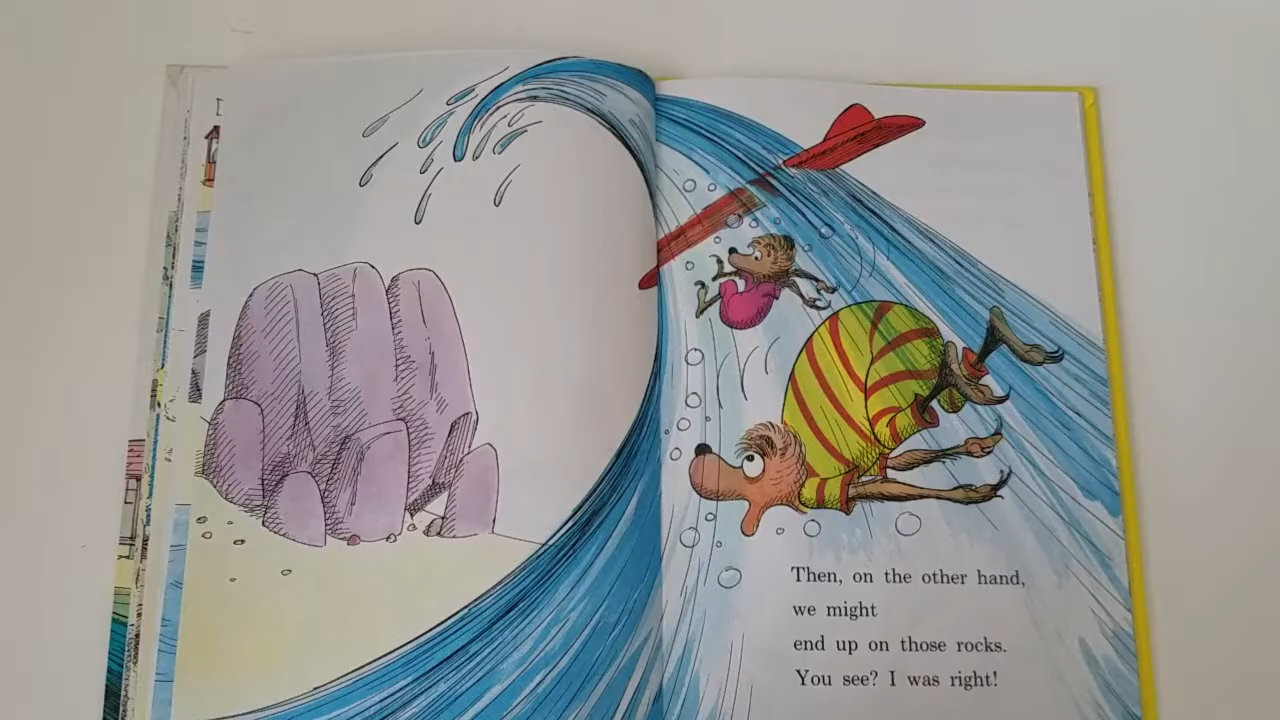 Then, on the other hand,
we might
end up on those rocks.
You see? I was right!